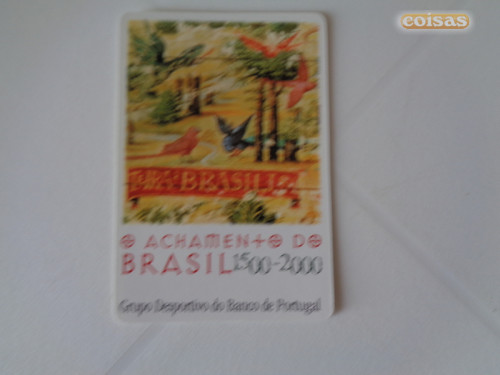 coisas
BRASIL
O ACHAMENTO DO
BRASIL 1500-2000
Grupo Desportivo do Banco de Portugal